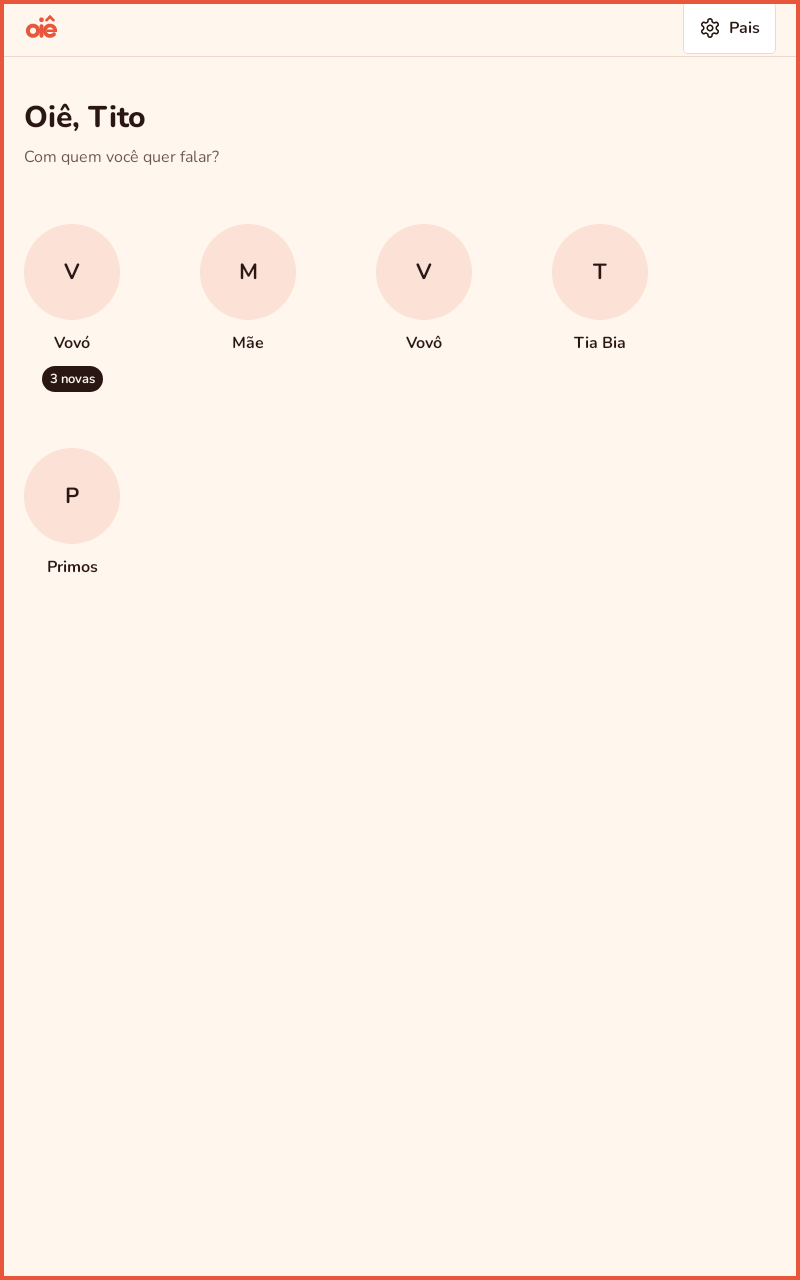 oiê
Pais
Oiê, Tito
Com quem você quer falar?
V
M
V
T
Vovó
Mãe
Vovô
Tia Bia
3 novas
P
Primos